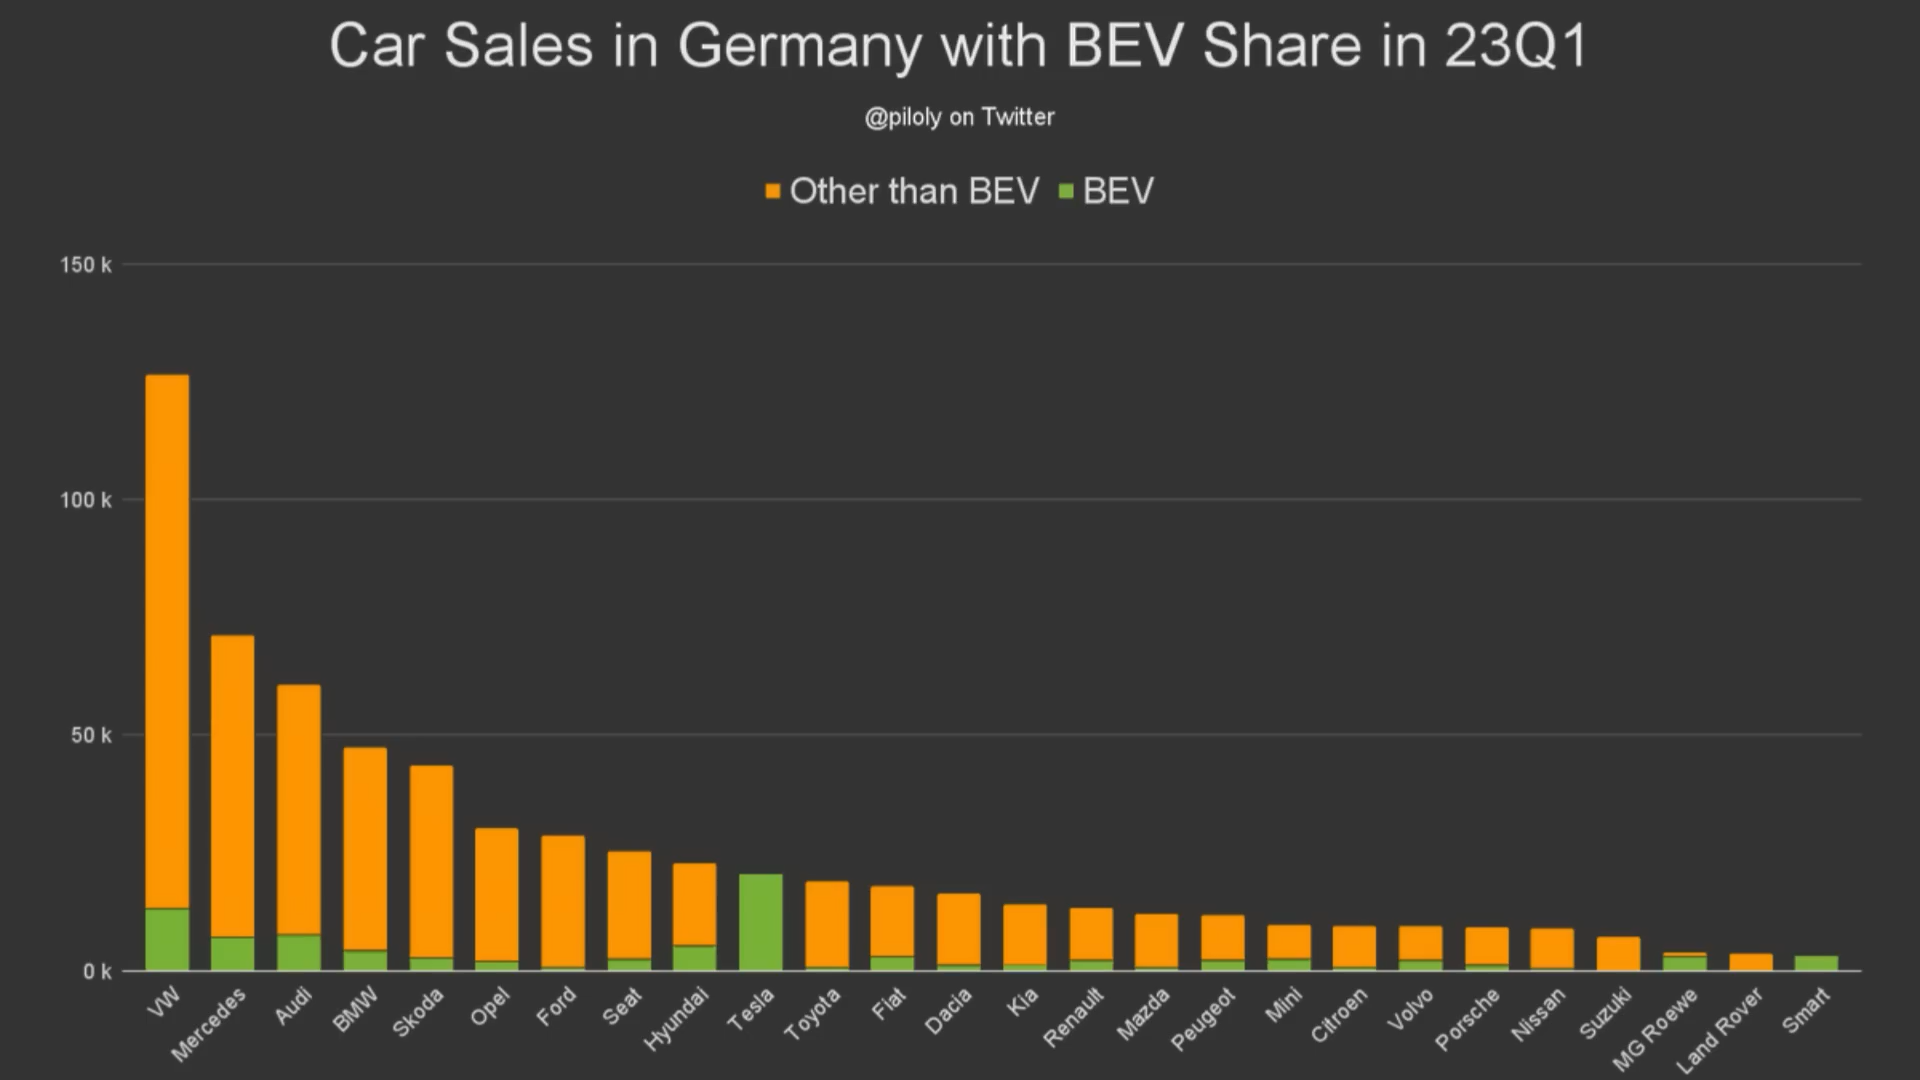 Car Sales in Germany with BEV Share in 23Q1
@piloly on Twitter
Other than BEV BEV
150 k
100 k
50 k
0 k
VW Mercedes Audi BMW Skoda Opel Ford Seat Hyundai Tesla Toyota Fiat Dacia Kia Renault Mazda Peugeot Mini Citroen Volvo Porsche Nissan Suzuki MG Roewe Land Rover Smart